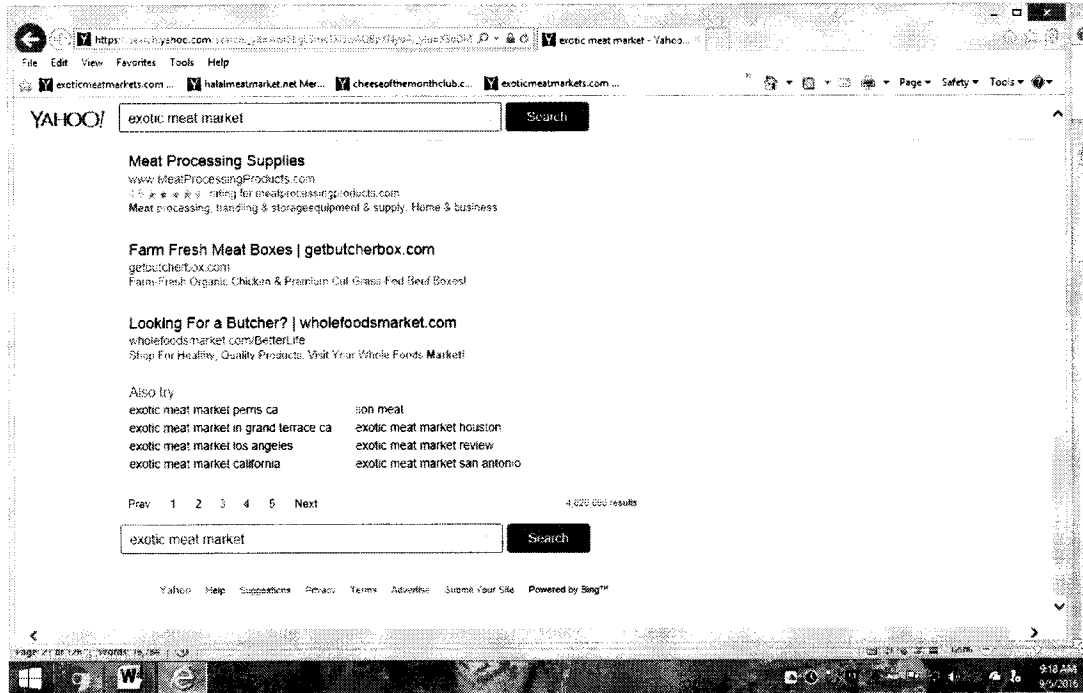 exotic meat market - Yahoo...
File Edit View Favorites Tools Help
exoticmeatmarkets.com ... halalmeatmarket.net Mer... cheeseofthemonthclub.c... exoticmeatmarkets.com ... Page Safety Tools
YAHOO! exotic meat market Search
Meat Processing Supplies
www.MeatProcessingProducts.com
rating for meatprocessingproducts.com
Meat processing, handling & storageequipment & supply. Home & business
Farm Fresh Meat Boxes | getbutcherbox.com
getbutcherbox.com
Farm-Fresh Organic Chicken & Premium Cut Grass-Fed Beef Boxes!
Looking For a Butcher? | wholefoodsmarket.com
wholefoodsmarket.com/BetterLife
Shop For Healthy, Quality Products. Visit Your Whole Foods Market!
Also try
exotic meat market perris ca
exotic meat market in grand terrace ca
exotic meat market los angeles
exotic meat market california
meat
exotic meat market houston
exotic meat market review
exotic meat market san antonio
Prev 1 2 3 4 5 Next
results
exotic meat market Search
Yahoo Help Suggestions Privacy Terms Advertise Submit Your Site Powered by Bing™
9:18 AM
9/5/2016